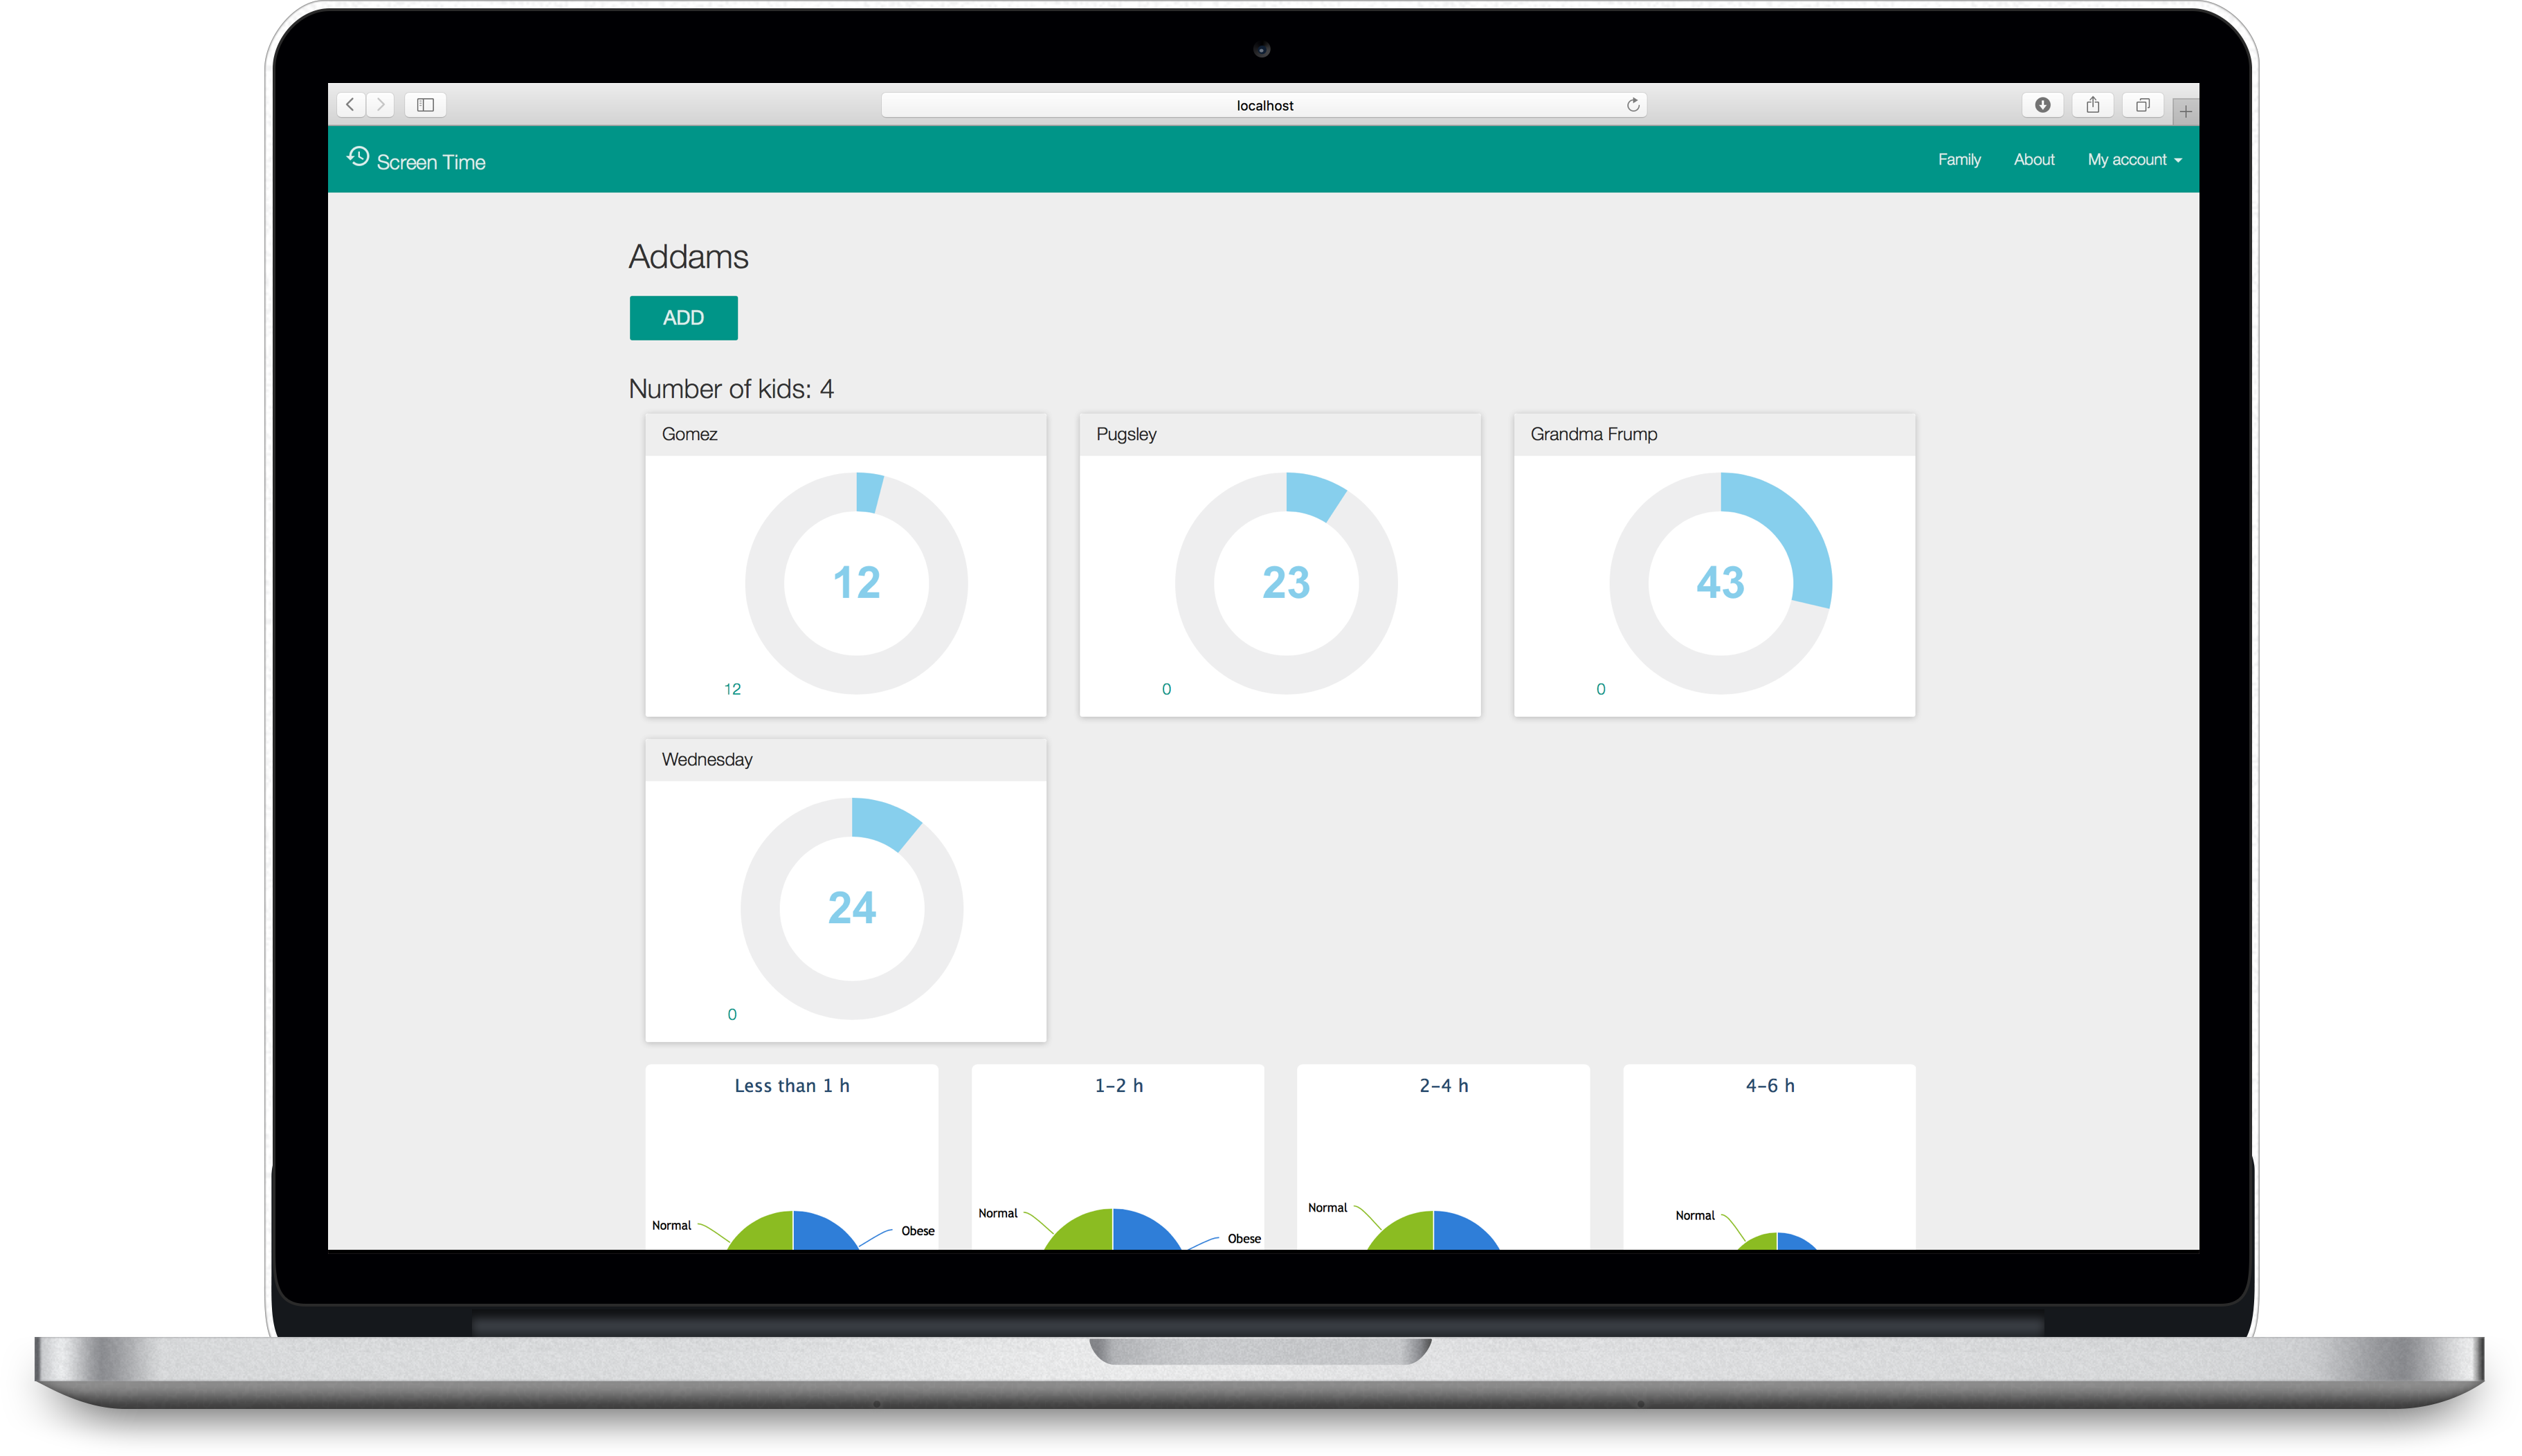 localhost
Screen Time
Family About My account
Addams
ADD
Number of kids: 4
Gomez
12
12
Pugsley
23
0
Grandma Frump
43
0
Wednesday
24
0
Less than 1 h
Normal
Obese
1–2 h
Normal
Obese
2–4 h
Normal
4–6 h
Normal